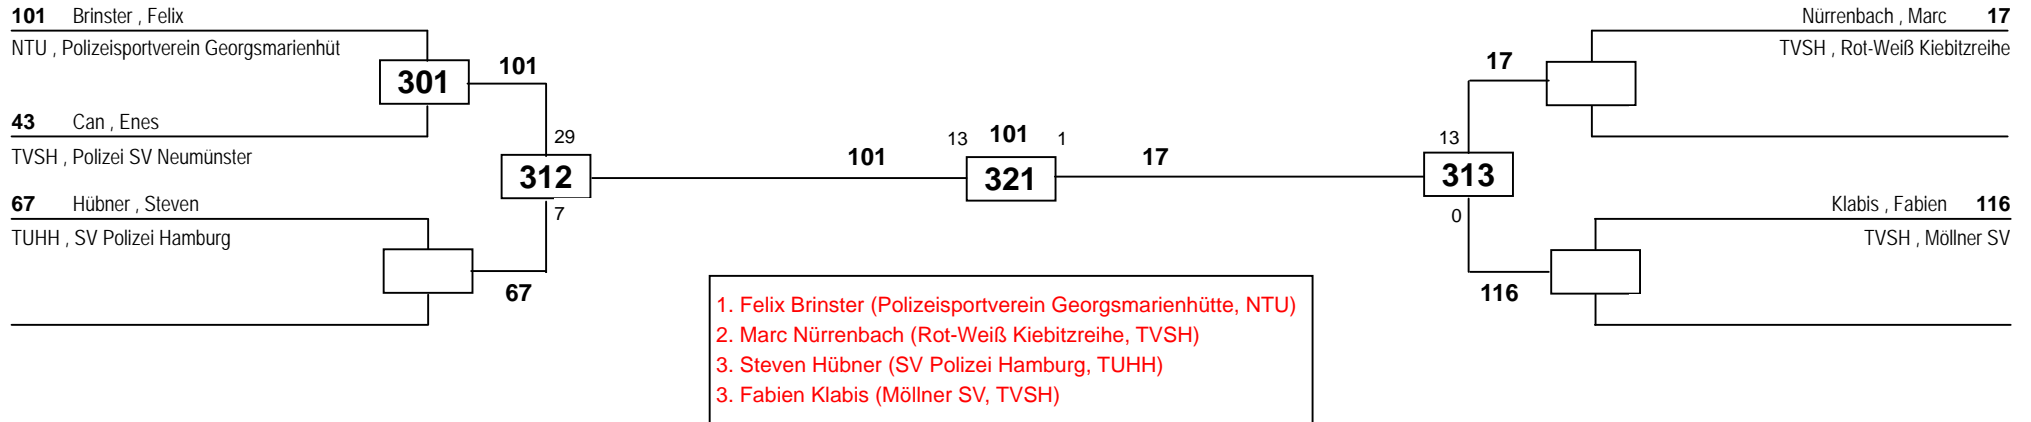 101 Brinster , Felix
NTU , Polizeisportverein Georgsmarienhüt
301
101
43 Can , Enes
TVSH , Polizei SV Neumünster
29
312
7
67 Hübner , Steven
TUHH , SV Polizei Hamburg
67
101
13 101 1
321
17
Nürrenbach , Marc 17
TVSH , Rot-Weiß Kiebitzreihe
17
13
313
0
Klabis , Fabien 116
TVSH , Möllner SV
116
1. Felix Brinster (Polizeisportverein Georgsmarienhütte, NTU)
2. Marc Nürrenbach (Rot-Weiß Kiebitzreihe, TVSH)
3. Steven Hübner (SV Polizei Hamburg, TUHH)
3. Fabien Klabis (Möllner SV, TVSH)